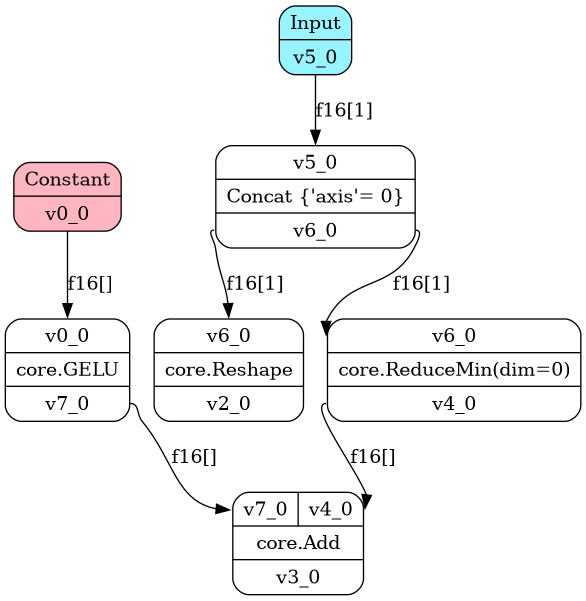 Input
v5_0
f16[1]
v5_0
Concat {'axis'= 0}
v6_0
Constant
v0_0
f16[]
f16[1]
f16[1]
v0_0
core.GELU
v7_0
v6_0
core.Reshape
v2_0
v6_0
core.ReduceMin(dim=0)
v4_0
f16[]
f16[]
v7_0 v4_0
core.Add
v3_0